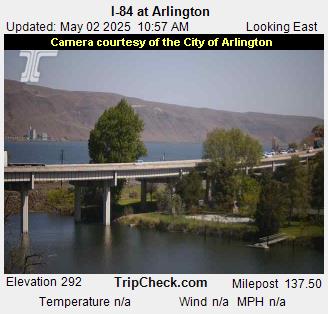 I-84 at Arlington
Updated: May 02 2025 10:57 AM Looking East
Camera courtesy of the City of Arlington
Elevation 292 TripCheck.com Milepost 137.50
Temperature n/a Wind n/a MPH n/a